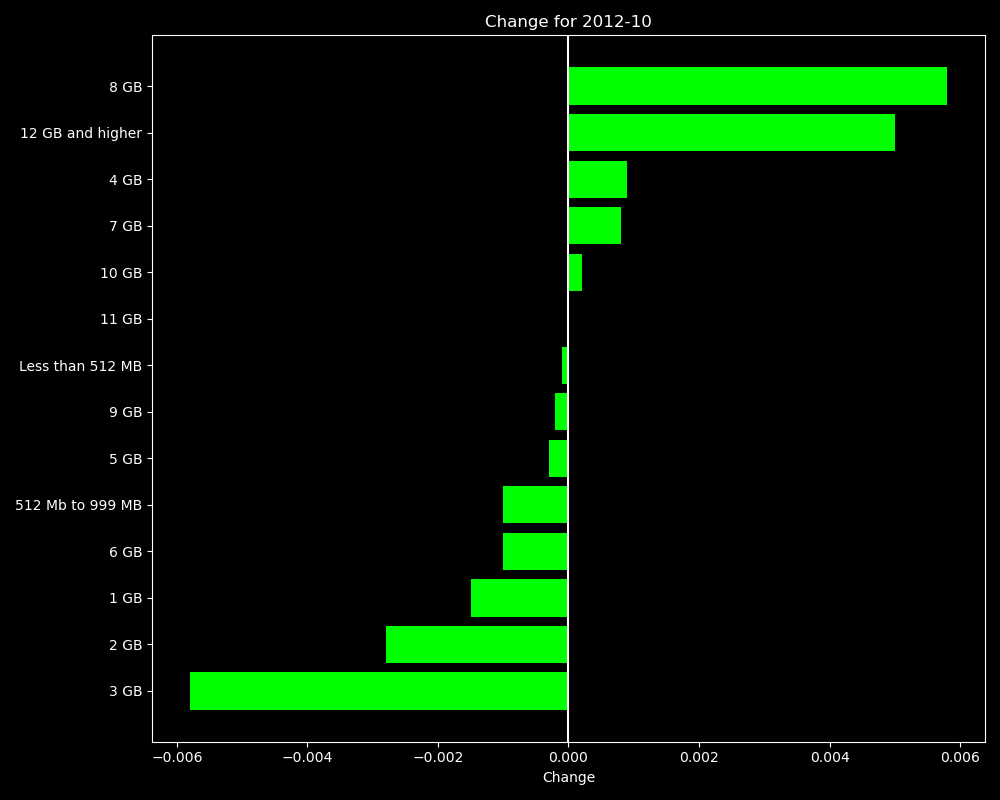 Change for 2012-10
8 GB
12 GB and higher
4 GB
7 GB
10 GB
11 GB
Less than 512 MB
9 GB
5 GB
512 Mb to 999 MB
6 GB
1 GB
2 GB
3 GB
−0.006 −0.004 −0.002 0.000 0.002 0.004 0.006
Change